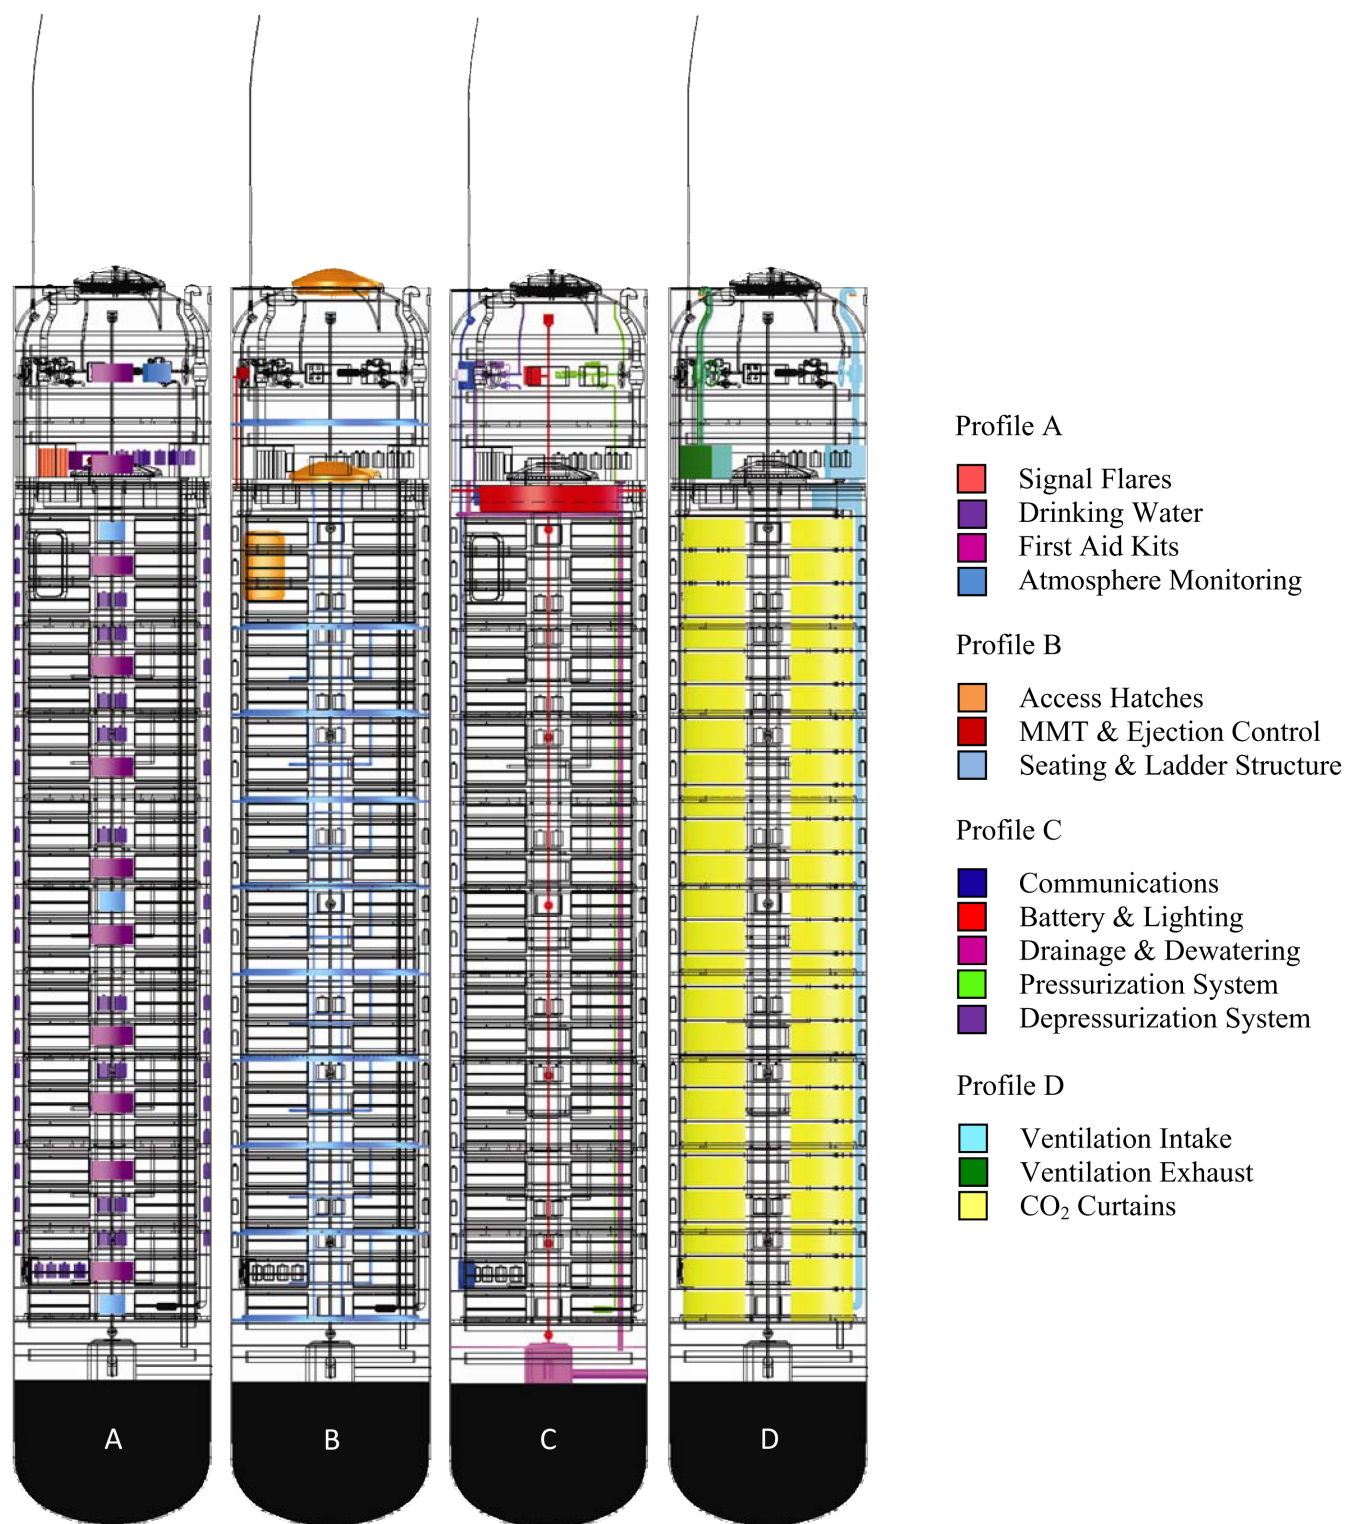 Profile A
Signal Flares
Drinking Water
First Aid Kits
Atmosphere Monitoring
Profile B
Access Hatches
MMT & Ejection Control
Seating & Ladder Structure
Profile C
Communications
Battery & Lighting
Drainage & Dewatering
Pressurization System
Depressurization System
Profile D
Ventilation Intake
Ventilation Exhaust
CO₂ Curtains
A B C D